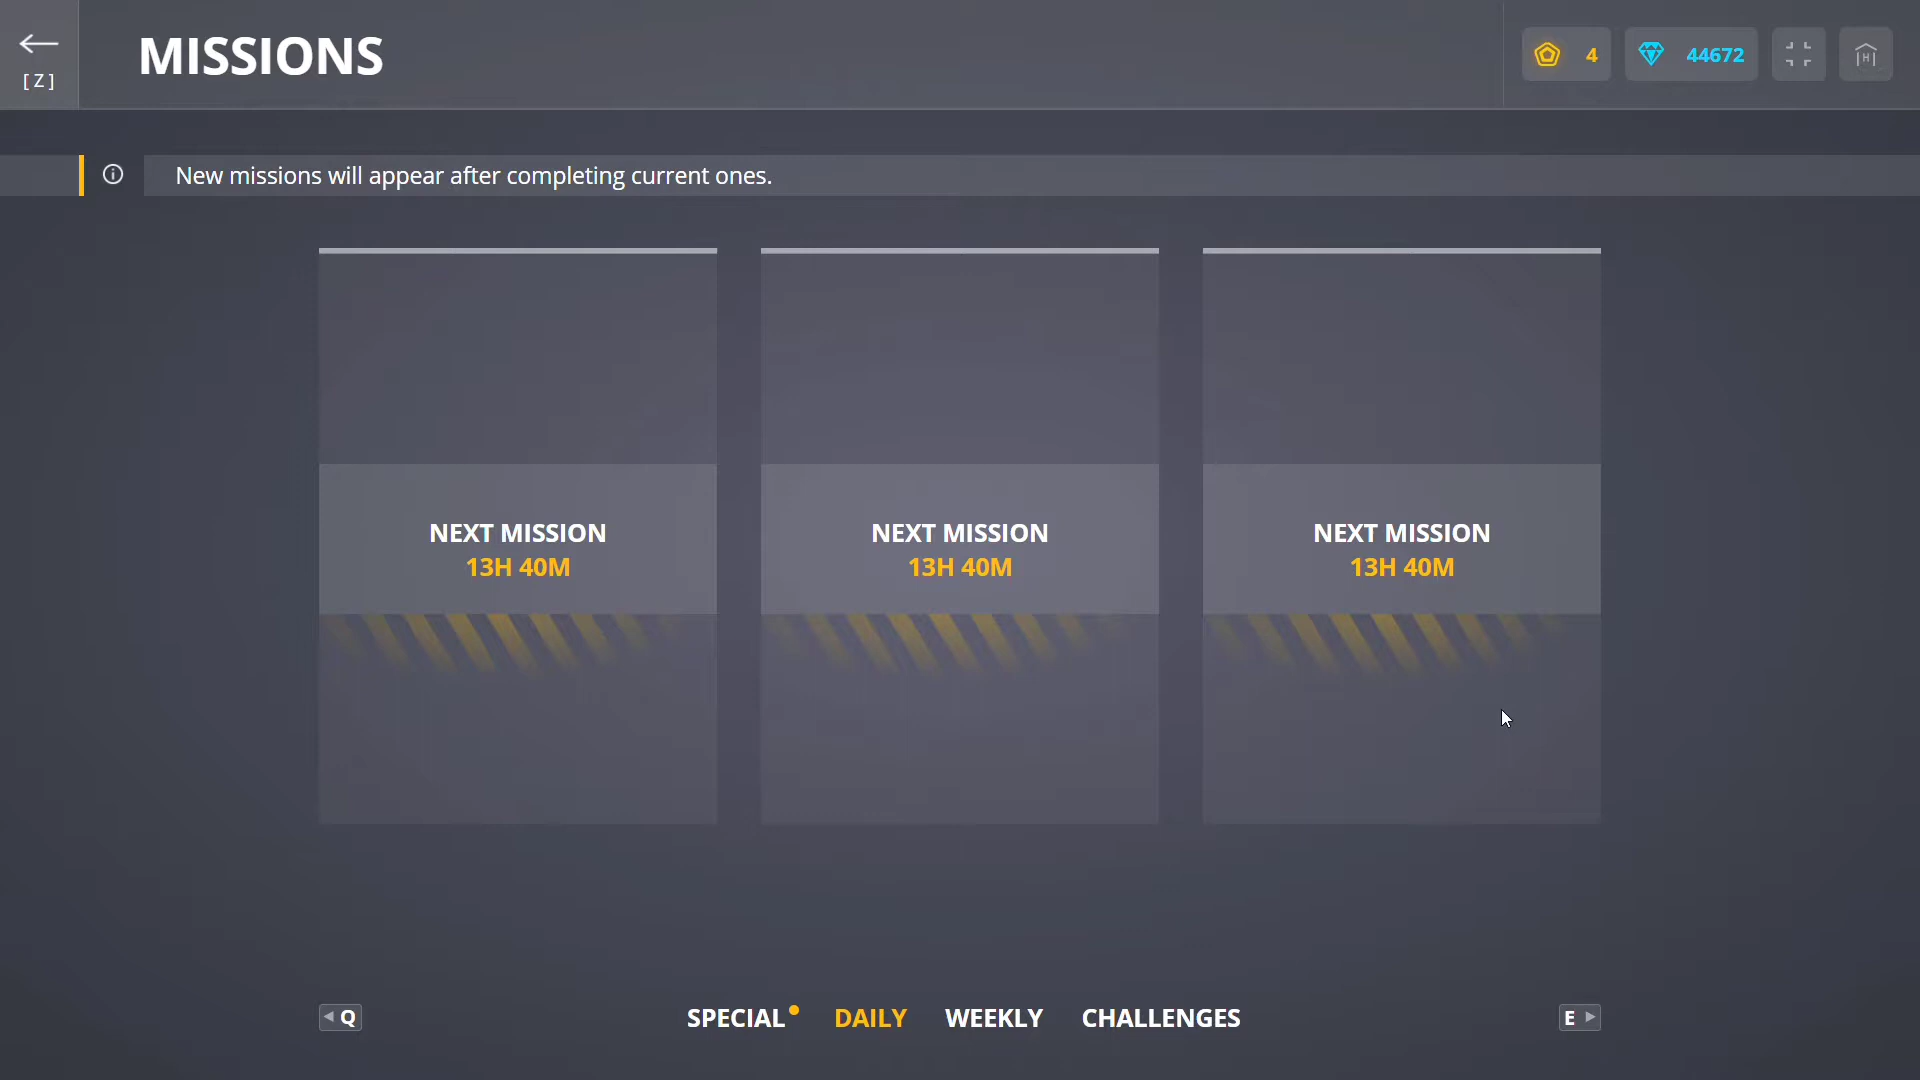 [Z]
MISSIONS
4
44672
H
New missions will appear after completing current ones.
NEXT MISSION
13H 40M
NEXT MISSION
13H 40M
NEXT MISSION
13H 40M
Q
SPECIAL
DAILY
WEEKLY
CHALLENGES
E